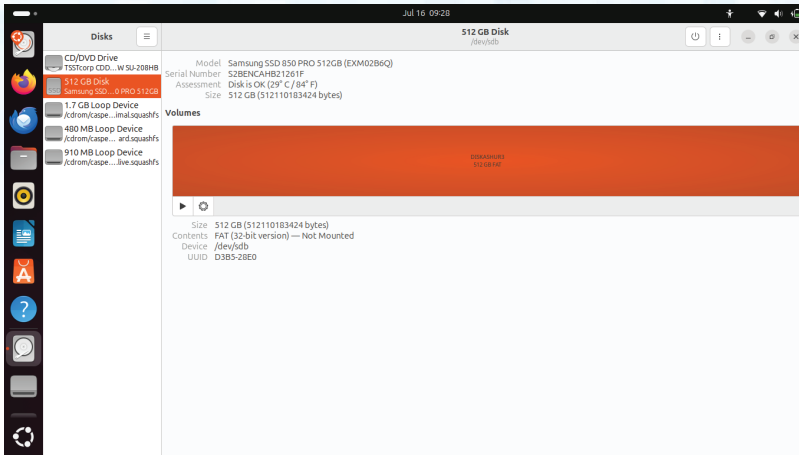 Jul 16 09:28
Disks
512 GB Disk
/dev/sdb
CD/DVD Drive
TSSTcorp CDD...W SU-208HB
512 GB Disk
Samsung SSD...0 PRO 512GB
1.7 GB Loop Device
/cdrom/caspe...imal.squashfs
480 MB Loop Device
/cdrom/caspe... ard.squashfs
910 MB Loop Device
/cdrom/caspe....live.squashfs
Model Samsung SSD 850 PRO 512GB (EXM02B6Q)
Serial Number S2BENCAHB21261F
Assessment Disk is OK (29° C / 84° F)
Size 512 GB (512110183424 bytes)
Volumes
512 GB FAT
Size 512 GB (512110183424 bytes)
Contents FAT (32-bit version) — Not Mounted
Device /dev/sdb
UUID D3B5-28E0